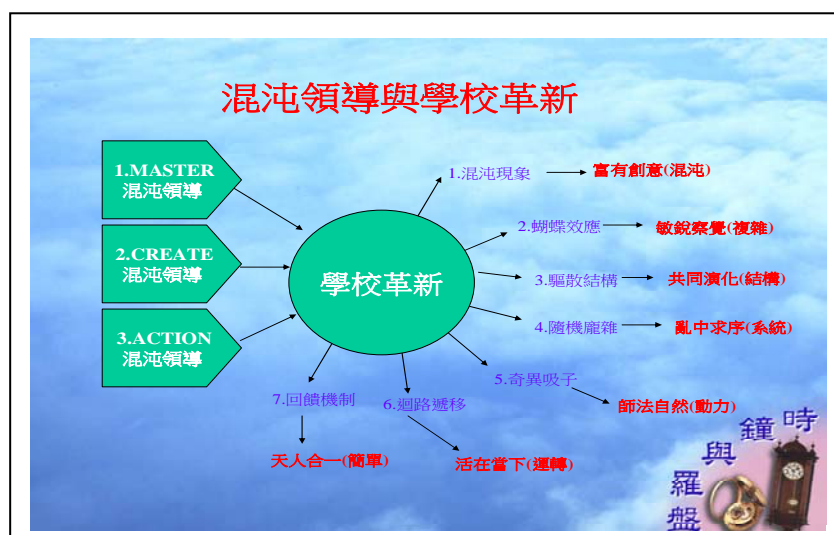 混沌領導與學校革新
1.MASTER
混沌領導
2.CREATE
混沌領導
3.ACTION
混沌領導
學校革新
1.混沌現象
富有創意(混沌)
2.蝴蝶效應
敏銳察覺(複雜)
3.驅散結構
共同演化(結構)
4.隨機龐雜
亂中求序(系統)
5.奇異吸子
師法自然(動力)
6.迴路遞移
活在當下(運轉)
7.回饋機制
天人合一(簡單)
時鐘與羅盤